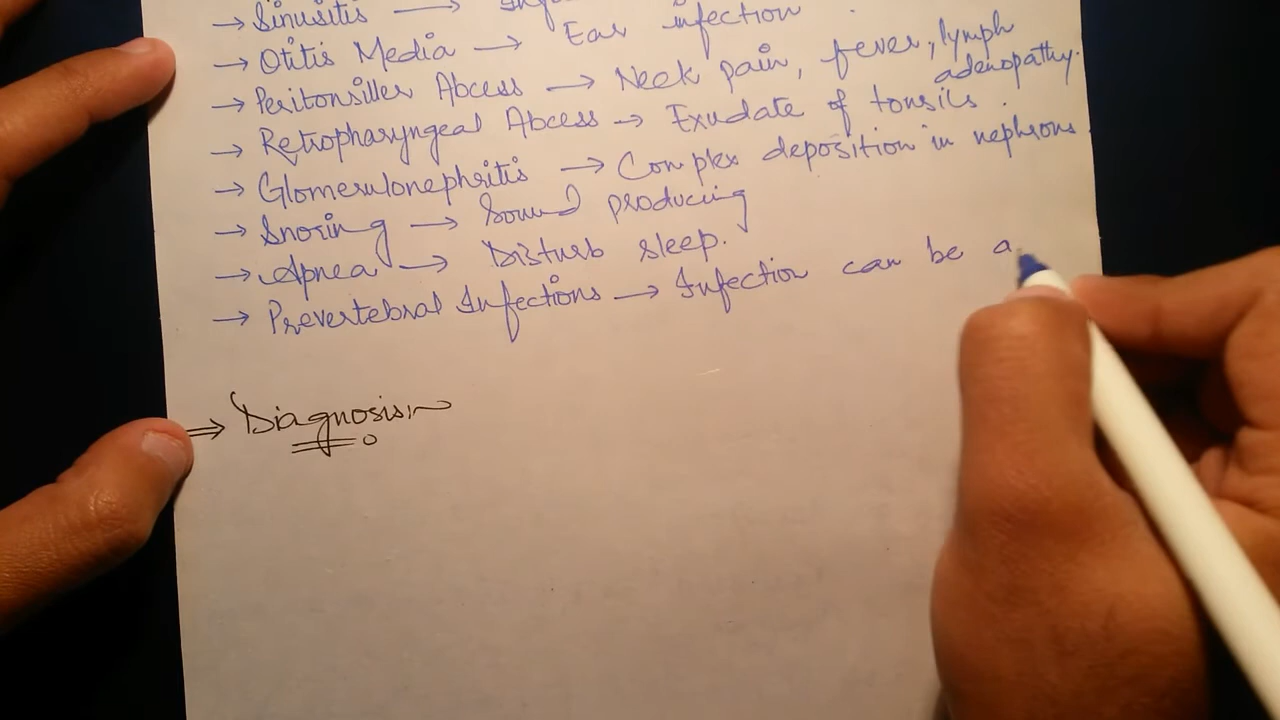 → Sinusitis →
→ Otitis Media → Ear infection .
→ Peritonsiller Abcess → Neck pain, fever, lymph adenopathy.
→ Retropharyngeal Abcess → Exudate of tonsils .
→ Glomerulonephritis → Complex deposition in nephrons .
→ Snoring → Sound producing
→ Apnea → Disturb sleep.
→ Prevertebral Infections → Infection can be a
⇒ Diagnosis:~